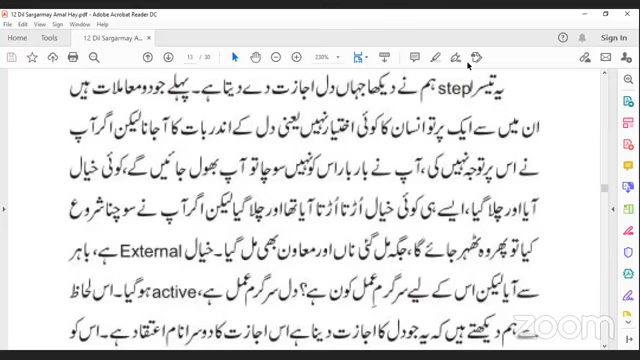 12 Dil Sargarmay Amal Hay.pdf - Adobe Acrobat Reader DC
File Edit View Sign Window Help
Home Tools 12 Dil Sargarmay A... × Sign In
13 / 30 230%
یہ تیسرا step ہم نے دیکھا جہاں دل اجازت دے دیتا ہے۔ پہلے جو دو معاملات ہیں
ان میں سے ایک پر تو انسان کا کوئی اختیار نہیں یعنی دل کے اندر بات کا آجانا لیکن اگر آپ
نے اس پر توجہ نہیں کی، آپ نے بار بار اس کو نہیں سوچا تو آپ بھول جائیں گے، کوئی خیال
آیا اور چلا گیا، ایسے ہی کوئی خیال اُڑتا اُڑتا آیا تھا اور چلا گیا لیکن اگر آپ نے سوچنا شروع
کیا تو پھر وہ ٹھہر جائے گا، جگہ مل گئی ناں اور معاون بھی مل گیا۔ خیال External ہے، باہر
سے آیا لیکن اس کے لیے سرگرمِ عمل کون ہے؟ دل سرگرم عمل ہے، active ہو گیا۔ اس لحاظ
سے ہم دیکھتے ہیں کہ یہ جو دل کا اجازت دینا ہے اس اجازت کا دوسرا نام اعتقاد ہے۔ اس کو
zoom